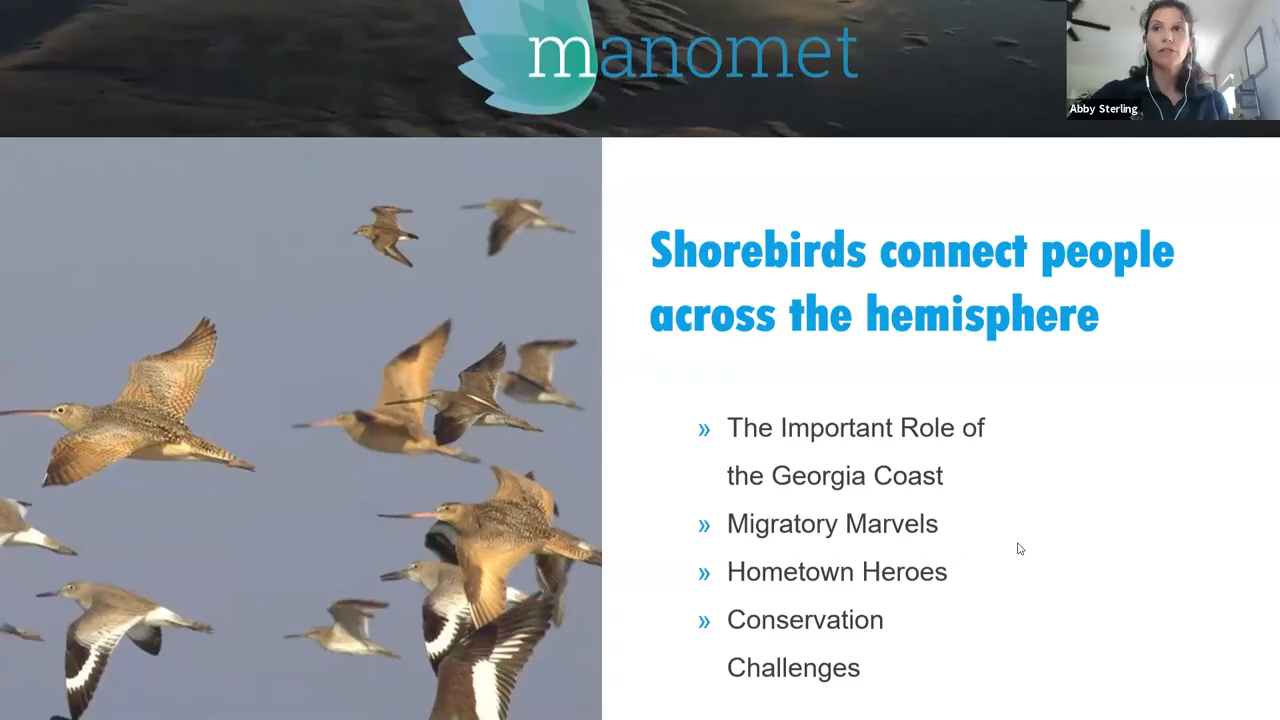 manomet
Abby Sterling
Shorebirds connect people
across the hemisphere
» The Important Role of
the Georgia Coast
» Migratory Marvels
» Hometown Heroes
» Conservation
Challenges